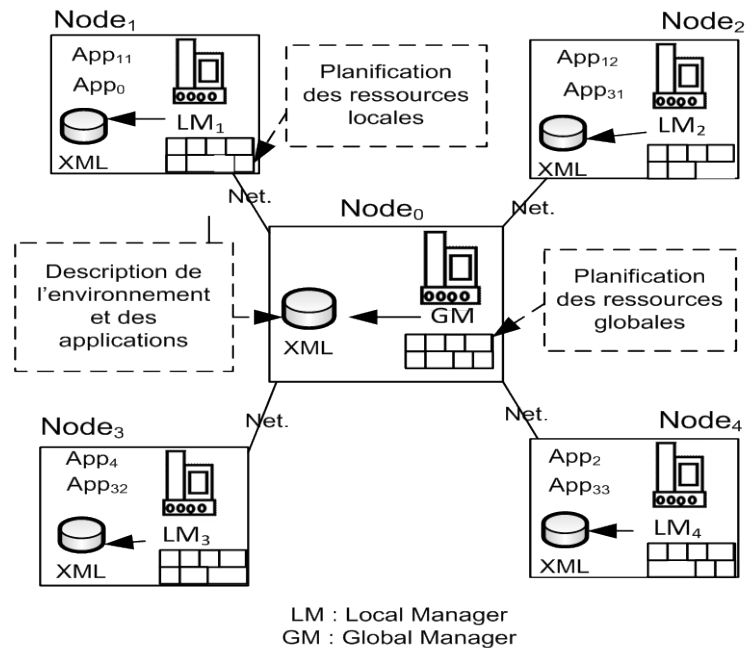 Node₁
App₁₁
App₀
LM₁
XML
Planification
des ressources
locales
Node₂
App₁₂
App₃₁
LM₂
XML
Net.
Net.
Node₀
GM
XML
Description de
l'environnement
et des
applications
Planification
des ressources
globales
Net.
Net.
Node₃
App₄
App₃₂
LM₃
XML
Node₄
App₂
App₃₃
LM₄
XML
LM : Local Manager
GM : Global Manager